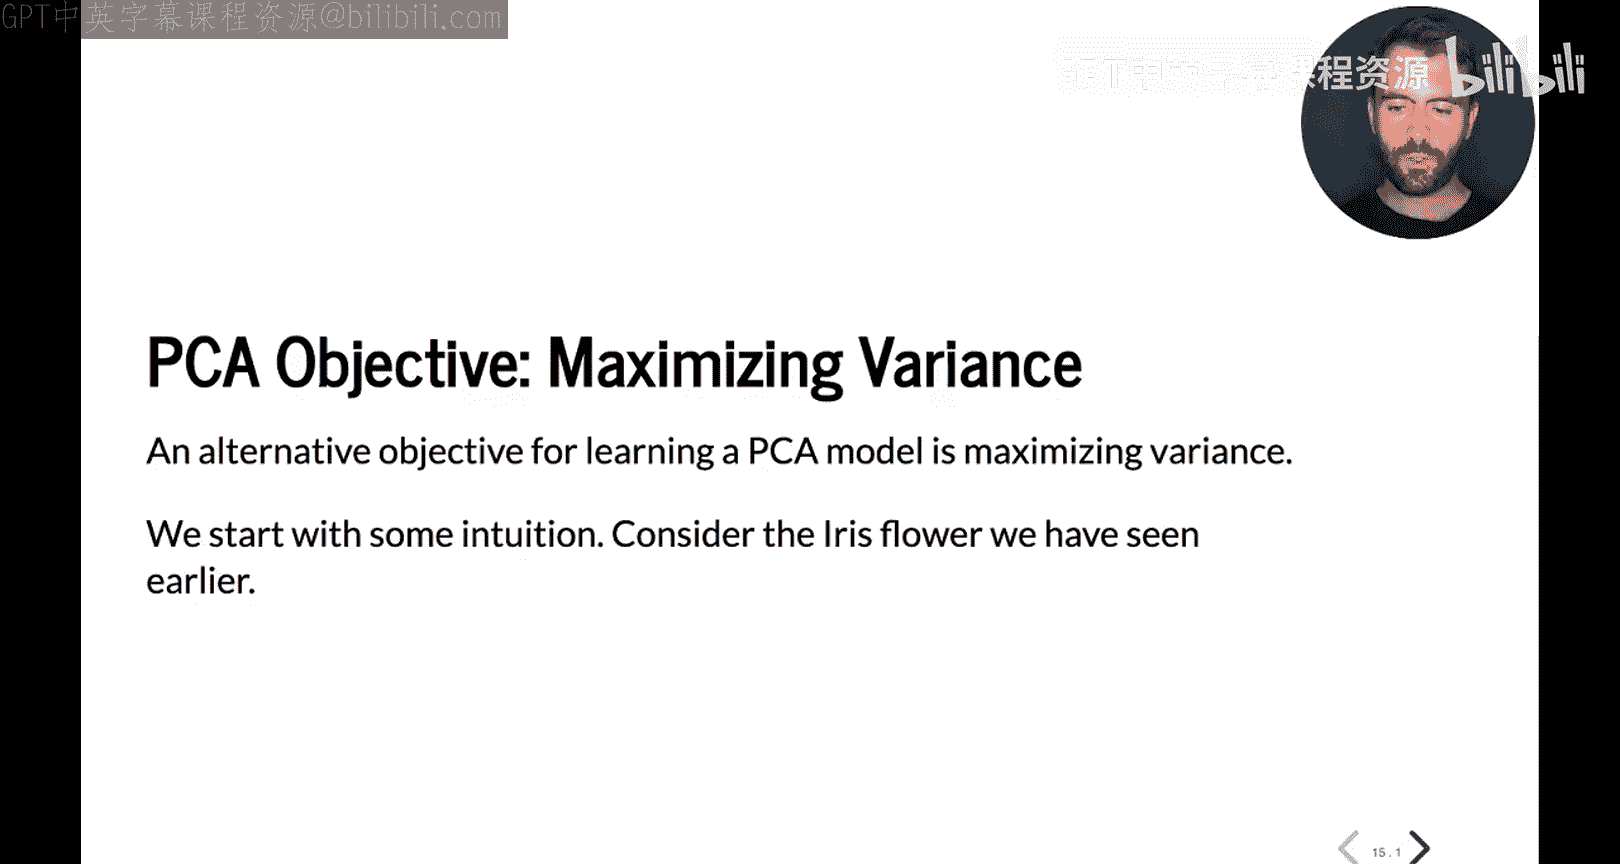 GPT中英字幕课程资源@bilibili.com
课程资源 bilibili
PCA Objective: Maximizing Variance
An alternative objective for learning a PCA model is maximizing variance.
We start with some intuition. Consider the Iris flower we have seen
earlier.
15.1